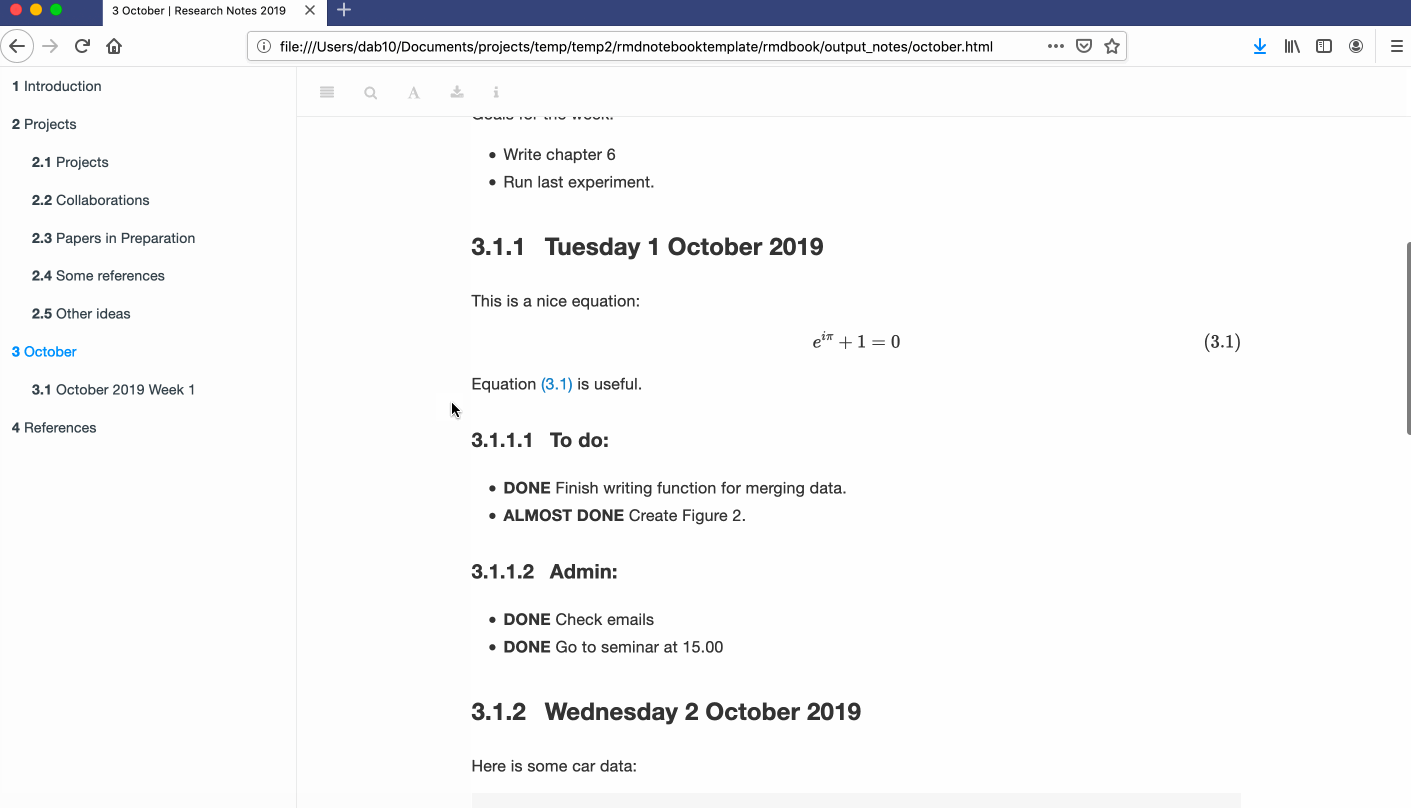 3 October | Research Notes 2019
file:///Users/dab10/Documents/projects/temp/temp2/rmdnotebooktemplate/rmdbook/output_notes/october.html
1 Introduction
2 Projects
2.1 Projects
2.2 Collaborations
2.3 Papers in Preparation
2.4 Some references
2.5 Other ideas
3 October
3.1 October 2019 Week 1
4 References
A
i
Goals for the week:
• Write chapter 6
• Run last experiment.
3.1.1 Tuesday 1 October 2019
This is a nice equation:
e^{iπ} + 1 = 0 (3.1)
Equation (3.1) is useful.
3.1.1.1 To do:
• DONE Finish writing function for merging data.
• ALMOST DONE Create Figure 2.
3.1.1.2 Admin:
• DONE Check emails
• DONE Go to seminar at 15.00
3.1.2 Wednesday 2 October 2019
Here is some car data: